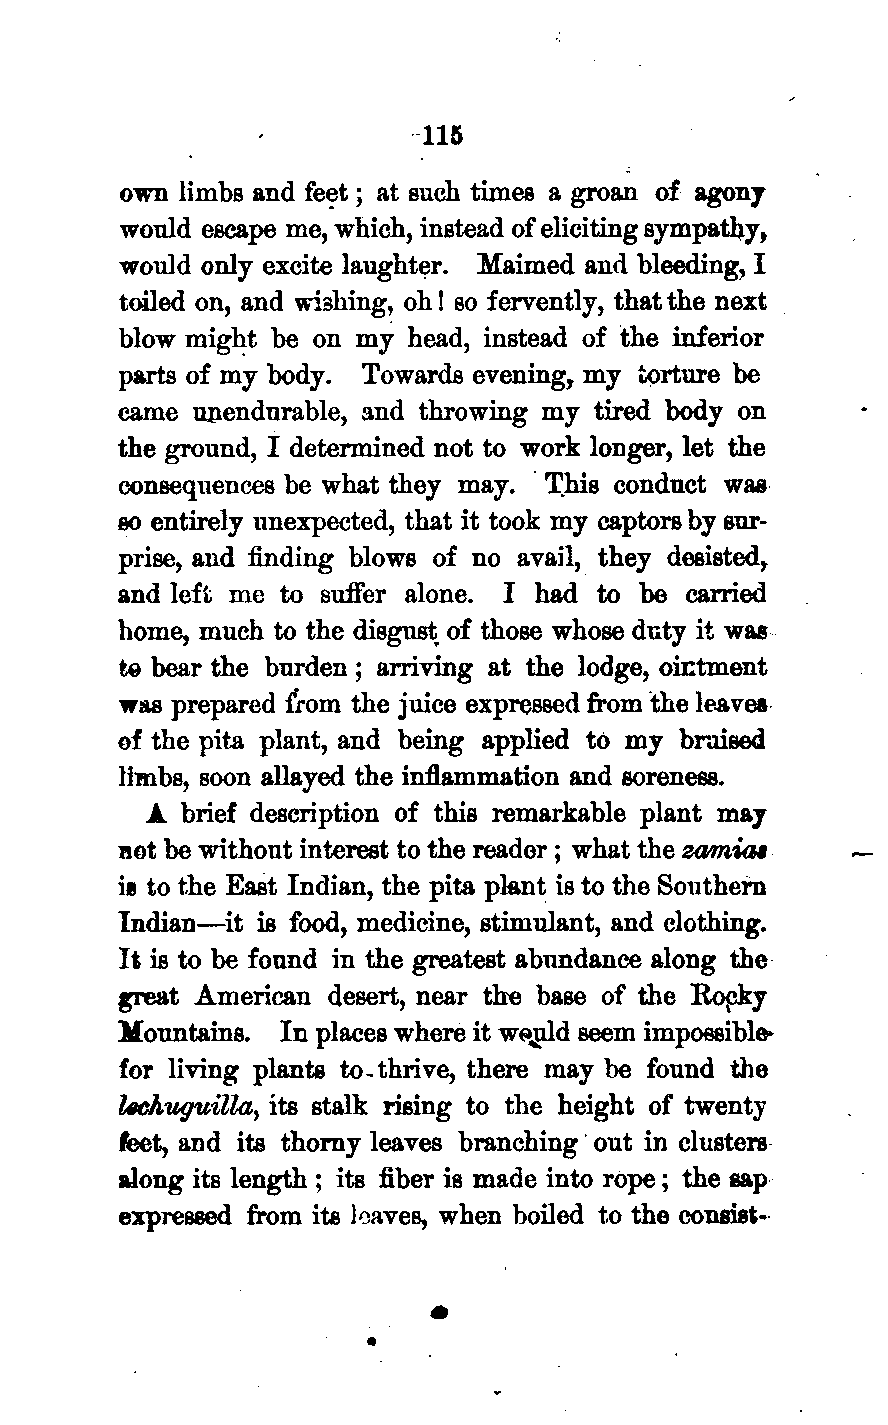 115
own limbs and feet ; at such times a groan of agony
would escape me, which, instead of eliciting sympathy,
would only excite laughter. Maimed and bleeding, I
toiled on, and wishing, oh! so fervently, that the next
blow might be on my head, instead of the inferior
parts of my body. Towards evening, my torture be
came unendurable, and throwing my tired body on
the ground, I determined not to work longer, let the
consequences be what they may. This conduct was
so entirely unexpected, that it took my captors by sur-
prise, and finding blows of no avail, they desisted,
and left me to suffer alone. I had to be carried
home, much to the disgust of those whose duty it was
to bear the burden ; arriving at the lodge, ointment
was prepared from the juice expressed from the leaves
of the pita plant, and being applied to my bruised
limbs, soon allayed the inflammation and soreness.
A brief description of this remarkable plant may
not be without interest to the reader ; what the zamias
is to the East Indian, the pita plant is to the Southern
Indian—it is food, medicine, stimulant, and clothing.
It is to be found in the greatest abundance along the
great American desert, near the base of the Rocky
Mountains. In places where it would seem impossible
for living plants to thrive, there may be found the
lechuguilla, its stalk rising to the height of twenty
feet, and its thorny leaves branching out in clusters
along its length ; its fiber is made into rope ; the sap
expressed from its leaves, when boiled to the consist-